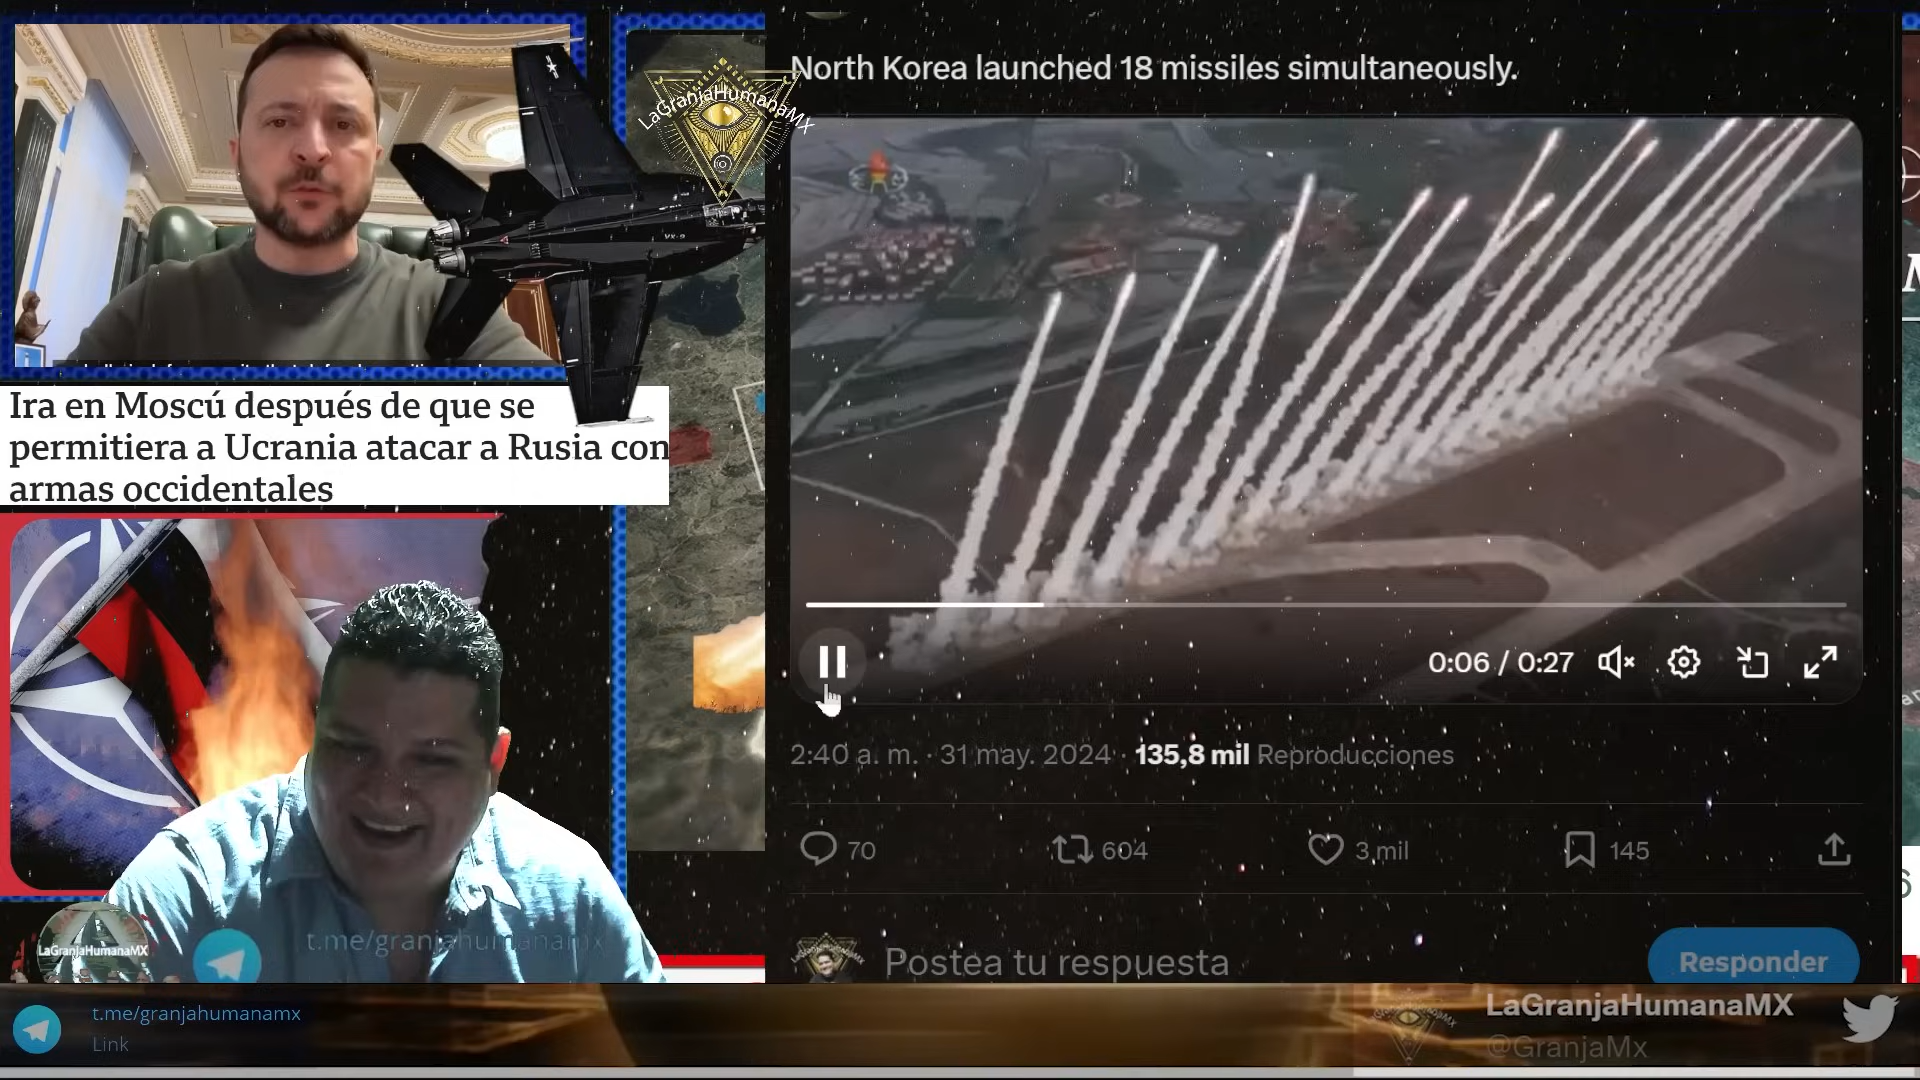 North Korea launched 18 missiles simultaneously.
LaGranjaHumanaMX
Ira en Moscú después de que se
permitiera a Ucrania atacar a Rusia con
armas occidentales
0:06 / 0:27
2:40 a. m. · 31 may. 2024 · 135,8 mil Reproducciones
70
604
3 mil
145
Postea tu respuesta
Responder
LaGranjaHumanaMX
t.me/granjahumanamx
t.me/granjahumanamx
Link
LaGranjaHumanaMX
@GranjaMx